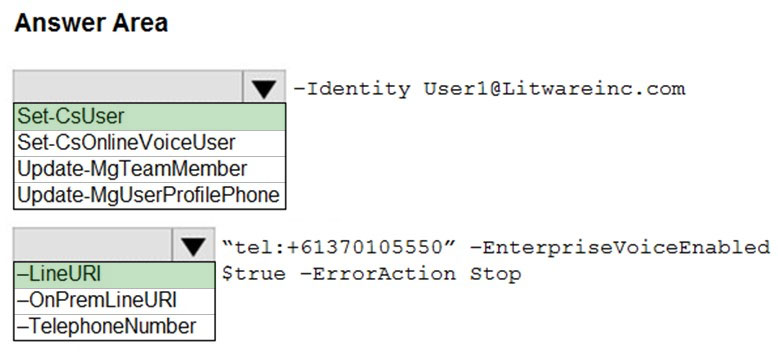 Answer Area
–Identity User1@Litwareinc.com
Set-CsUser
Set-CsOnlineVoiceUser
Update-MgTeamMember
Update-MgUserProfilePhone
“tel:+61370105550” –EnterpriseVoiceEnabled
$true –ErrorAction Stop
–LineURI
–OnPremLineURI
–TelephoneNumber